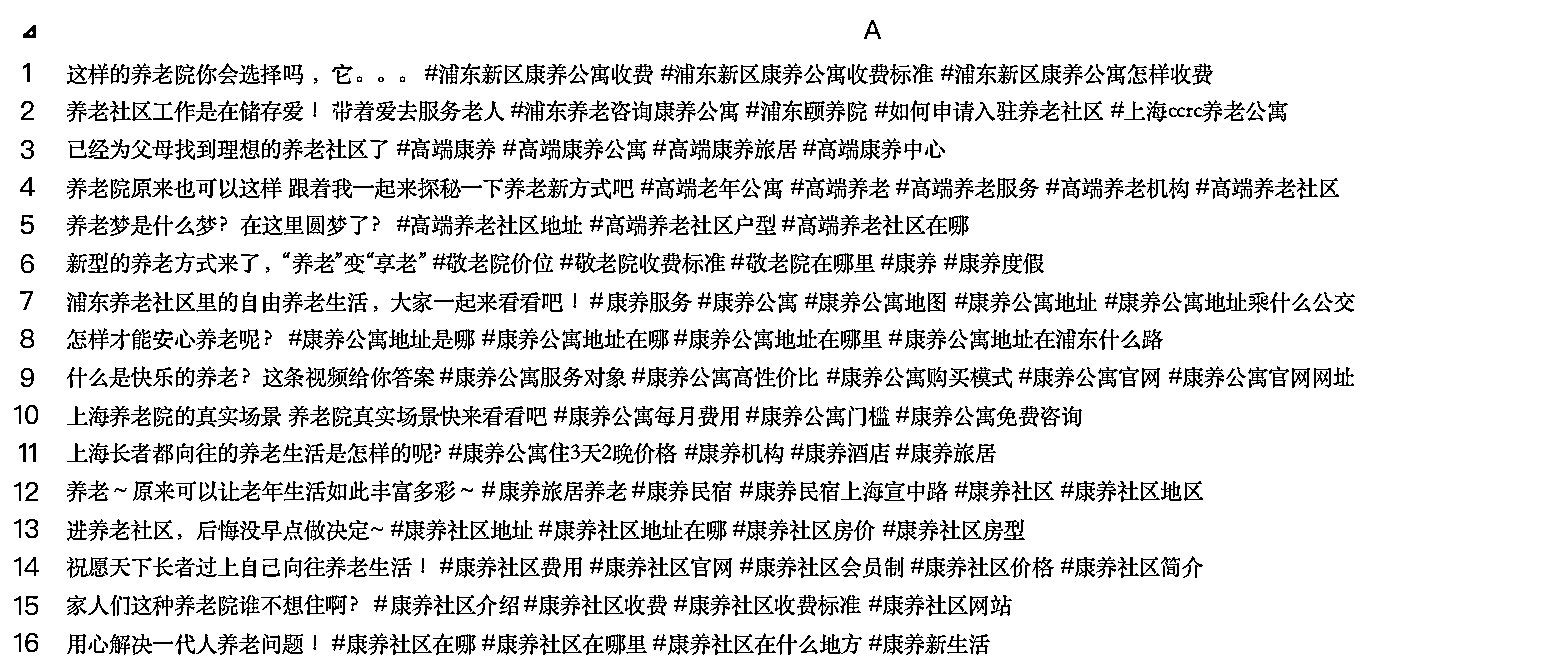 A
1 这样的养老院你会选择吗，它。。。 #浦东新区康养公寓收费 #浦东新区康养公寓收费标准 #浦东新区康养公寓怎样收费
2 养老社区工作是在储存爱！带着爱去服务老人 #浦东养老咨询康养公寓 #浦东颐养院 #如何申请入驻养老社区 #上海ccrc养老公寓
3 已经为父母找到理想的养老社区了 #高端康养 #高端康养公寓 #高端康养旅居 #高端康养中心
4 养老院原来也可以这样 跟着我一起来探秘一下养老新方式吧 #高端老年公寓 #高端养老 #高端养老服务 #高端养老机构 #高端养老社区
5 养老梦是什么梦？在这里圆梦了？ #高端养老社区地址 #高端养老社区户型 #高端养老社区在哪
6 新型的养老方式来了，“养老”变“享老” #敬老院价位 #敬老院收费标准 #敬老院在哪里 #康养 #康养度假
7 浦东养老社区里的自由养老生活，大家一起来看看吧！ #康养服务 #康养公寓 #康养公寓地图 #康养公寓地址 #康养公寓地址乘什么公交
8 怎样才能安心养老呢？ #康养公寓地址是哪 #康养公寓地址在哪 #康养公寓地址在哪里 #康养公寓地址在浦东什么路
9 什么是快乐的养老？这条视频给你答案 #康养公寓服务对象 #康养公寓高性价比 #康养公寓购买模式 #康养公寓官网 #康养公寓官网网址
10 上海养老院的真实场景 养老院真实场景快来看看吧 #康养公寓每月费用 #康养公寓门槛 #康养公寓免费咨询
11 上海长者都向往的养老生活是怎样的呢? #康养公寓住3天2晚价格 #康养机构 #康养酒店 #康养旅居
12 养老～原来可以让老年生活如此丰富多彩～ #康养旅居养老 #康养民宿 #康养民宿上海宣中路 #康养社区 #康养社区地区
13 进养老社区，后悔没早点做决定~ #康养社区地址 #康养社区地址在哪 #康养社区房价 #康养社区房型
14 祝愿天下长者过上自己向往养老生活！ #康养社区费用 #康养社区官网 #康养社区会员制 #康养社区价格 #康养社区简介
15 家人们这种养老院谁不想住啊？ #康养社区介绍 #康养社区收费 #康养社区收费标准 #康养社区网站
16 用心解决一代人养老问题！ #康养社区在哪 #康养社区在哪里 #康养社区在什么地方 #康养新生活